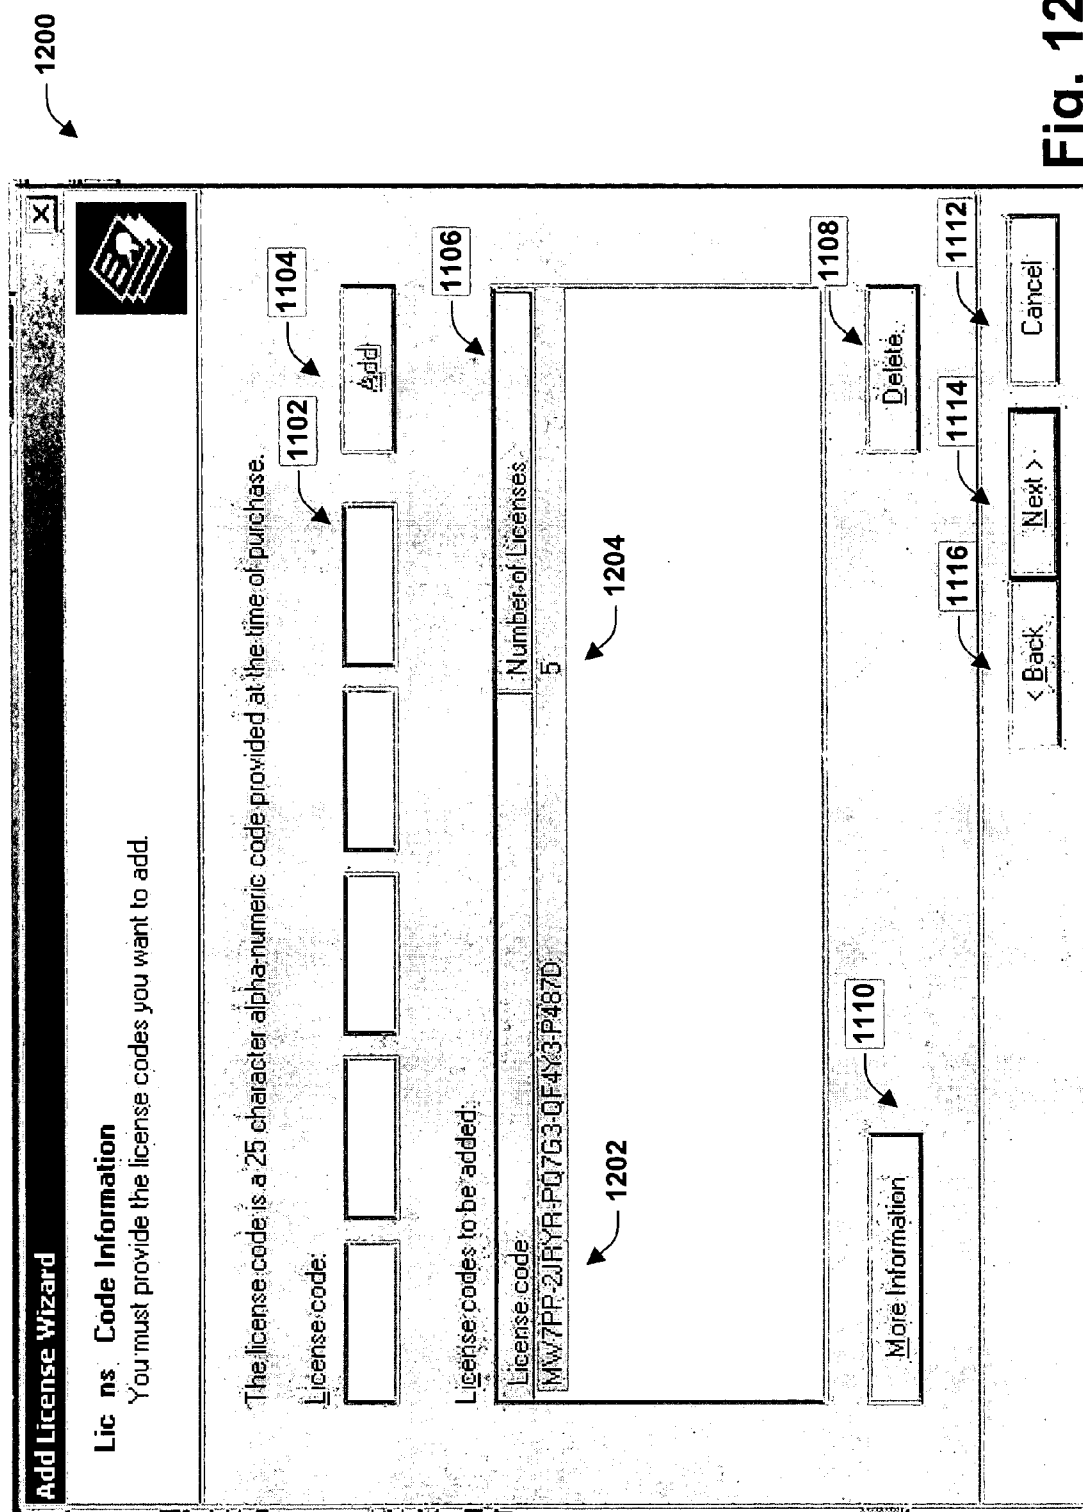 1200
Add License Wizard
Lic ns Code Information
You must provide the license codes you want to add.
The license code is a 25 character alpha-numeric code provided at the time of purchase.
1104
1102
License code:
Add
1106
License codes to be added:
License code
Number of Licenses
MW7PP-2JRYR-PQ7G3-QF4Y3-P487D
5
1202
1204
1108
1110
More Information
Delete
1116
1114
1112
< Back
Next >
Cancel
Fig. 12